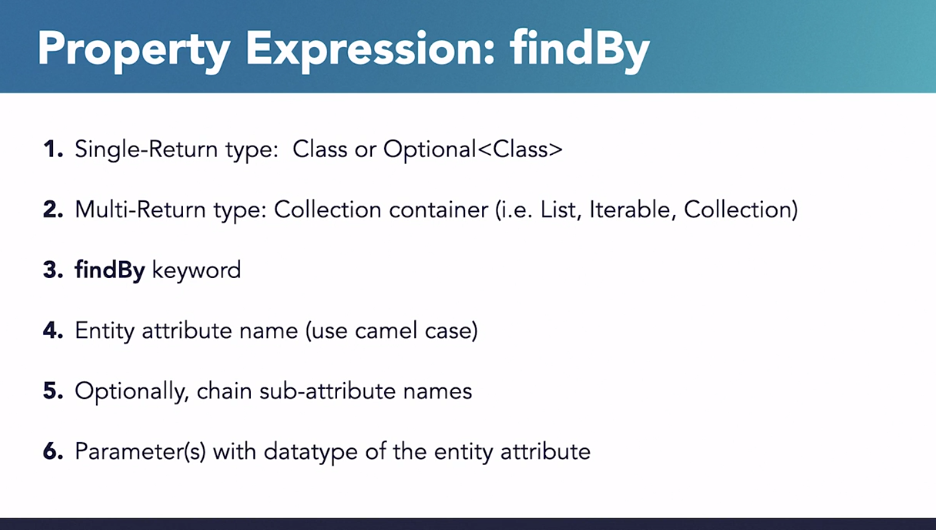 Property Expression: findBy
1. Single-Return type: Class or Optional<Class>
2. Multi-Return type: Collection container (i.e. List, Iterable, Collection)
3. findBy keyword
4. Entity attribute name (use camel case)
5. Optionally, chain sub-attribute names
6. Parameter(s) with datatype of the entity attribute